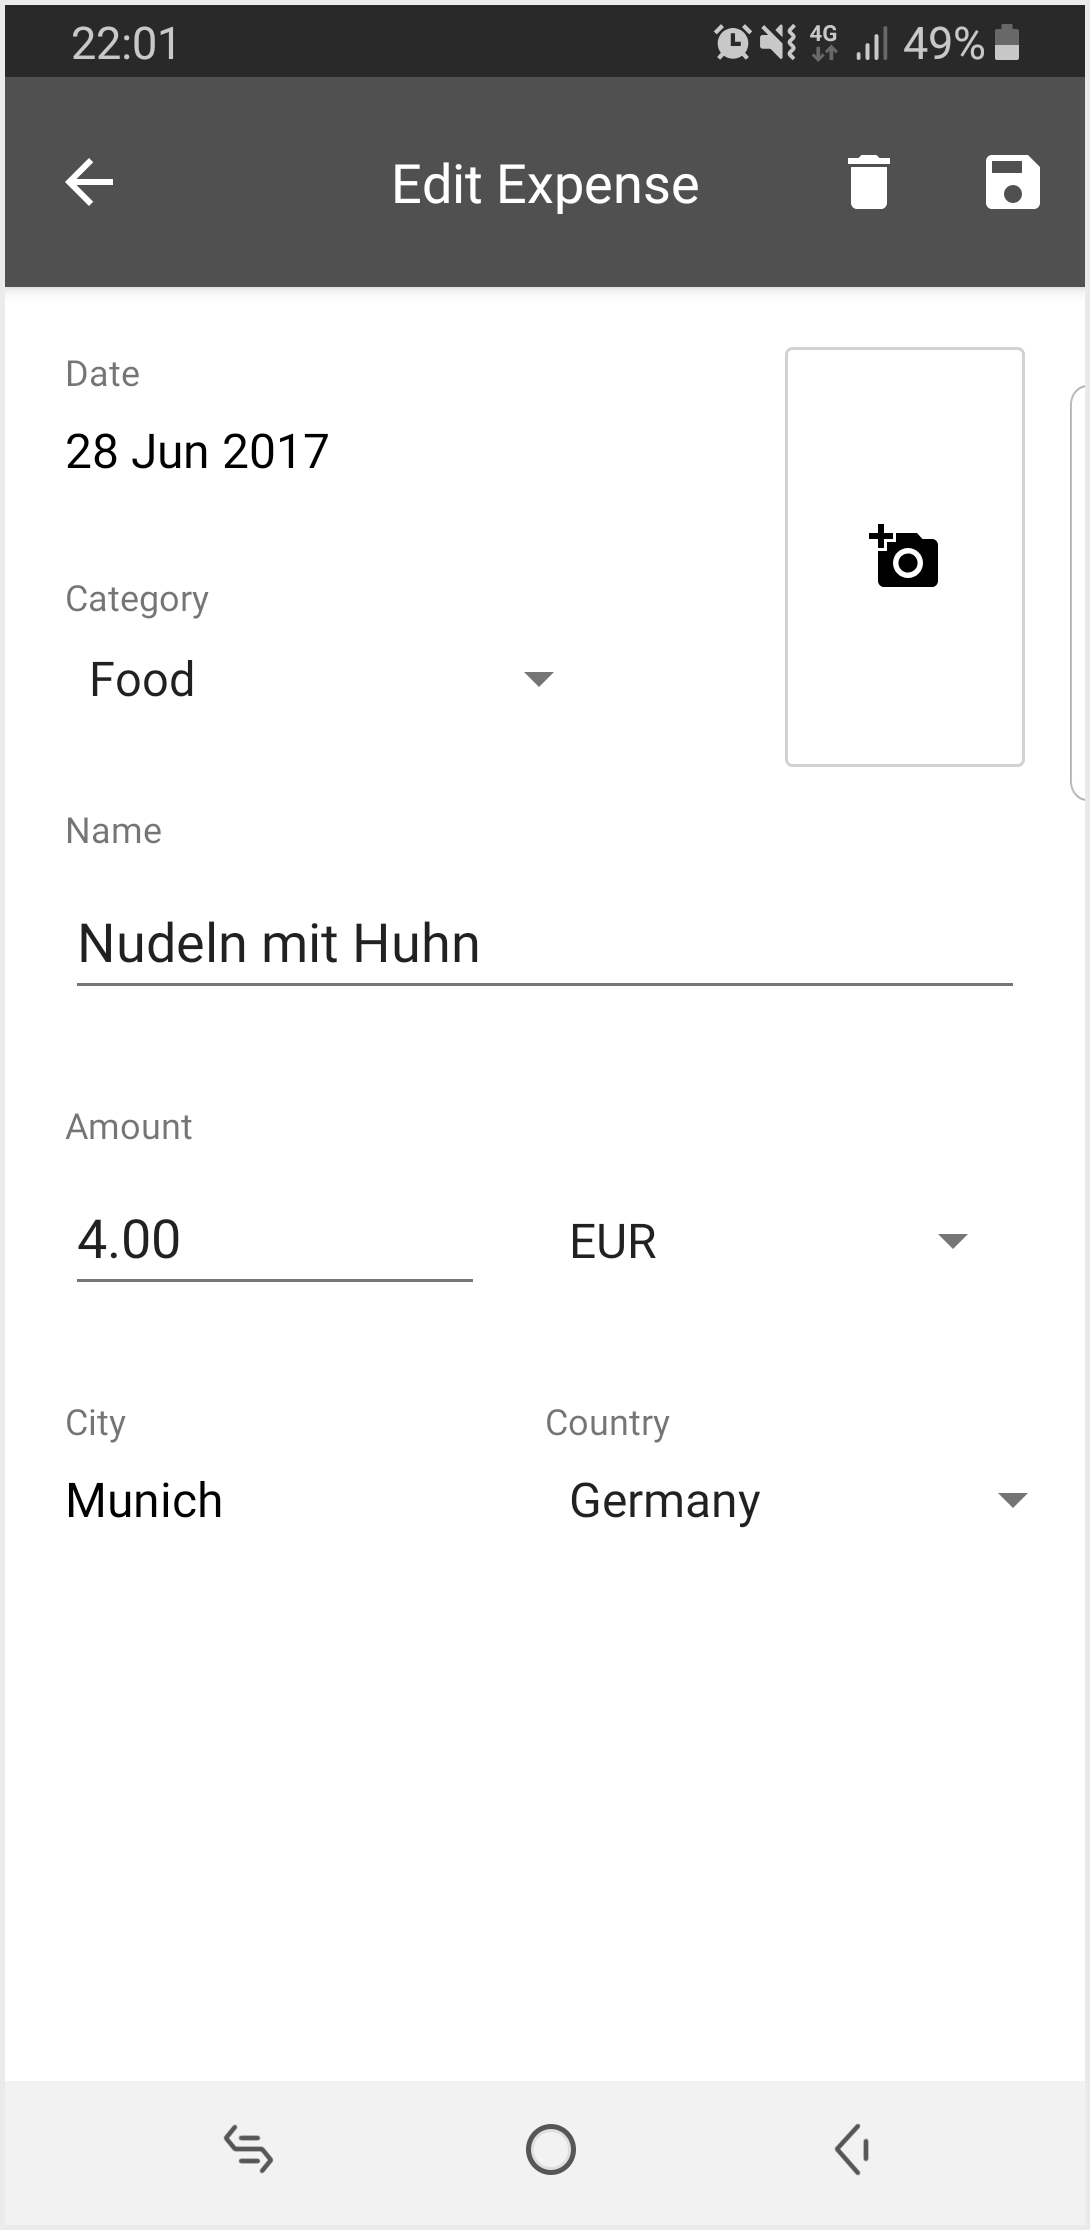 22:01 4G 49%
Edit Expense
Date
28 Jun 2017
Category
Food
Name
Nudeln mit Huhn
Amount
4.00 EUR
City Country
Munich Germany